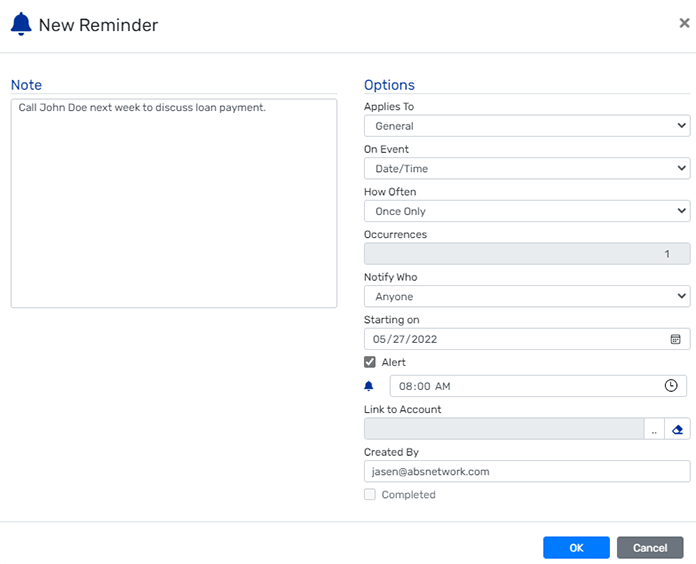 New Reminder
Note
Call John Doe next week to discuss loan payment.
Options
Applies To
General
On Event
Date/Time
How Often
Once Only
Occurrences
1
Notify Who
Anyone
Starting on
05/27/2022
Alert
08:00 AM
Link to Account
..
Created By
jasen@absnetwork.com
Completed
OK
Cancel